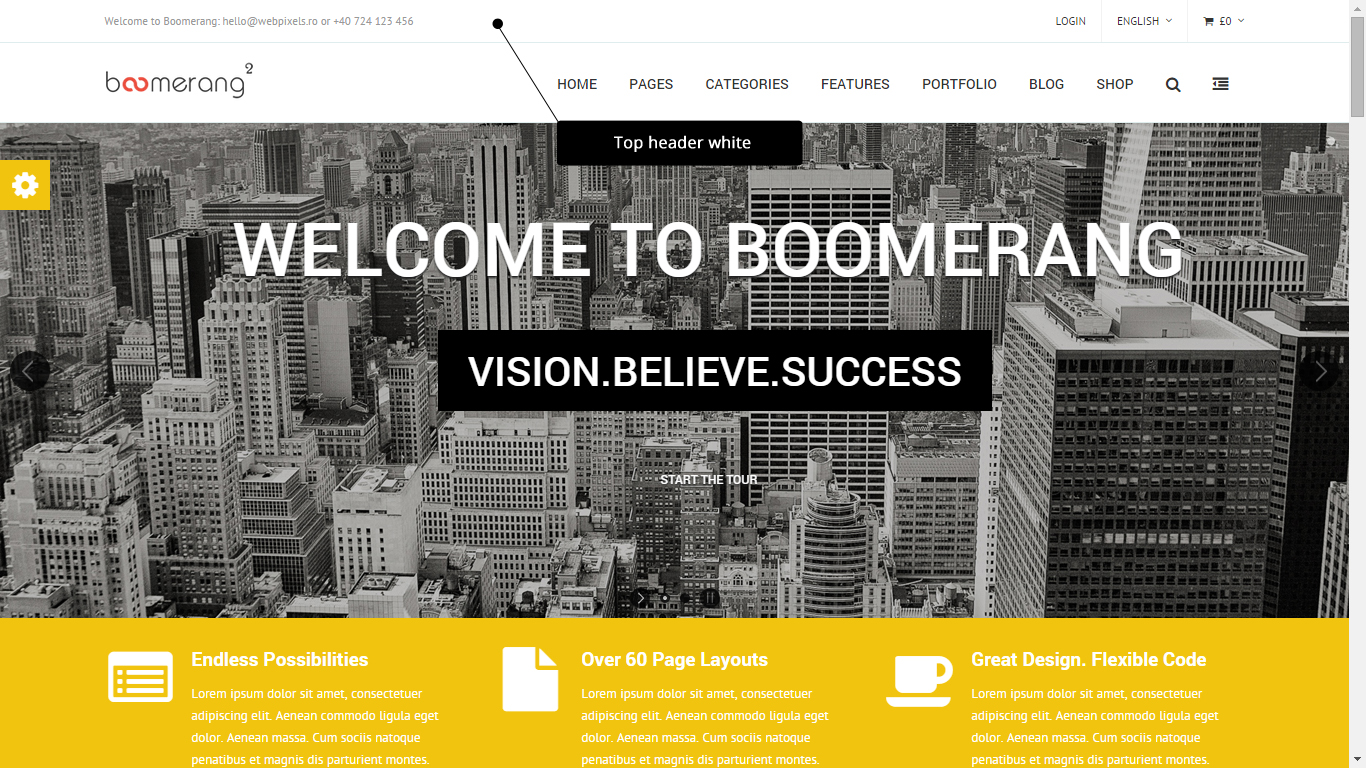 Welcome to Boomerang: hello@webpixels.ro or +40 724 123 456
LOGIN
ENGLISH
£0
boomerang²
HOME
PAGES
CATEGORIES
FEATURES
PORTFOLIO
BLOG
SHOP
Top header white
WELCOME TO BOOMERANG
VISION.BELIEVE.SUCCESS
START THE TOUR
Endless Possibilities
Lorem ipsum dolor sit amet, consectetuer
adipiscing elit. Aenean commodo ligula eget
dolor. Aenean massa. Cum sociis natoque
penatibus et magnis dis parturient montes.
Over 60 Page Layouts
Lorem ipsum dolor sit amet, consectetuer
adipiscing elit. Aenean commodo ligula eget
dolor. Aenean massa. Cum sociis natoque
penatibus et magnis dis parturient montes.
Great Design. Flexible Code
Lorem ipsum dolor sit amet, consectetuer
adipiscing elit. Aenean commodo ligula eget
dolor. Aenean massa. Cum sociis natoque
penatibus et magnis dis parturient montes.